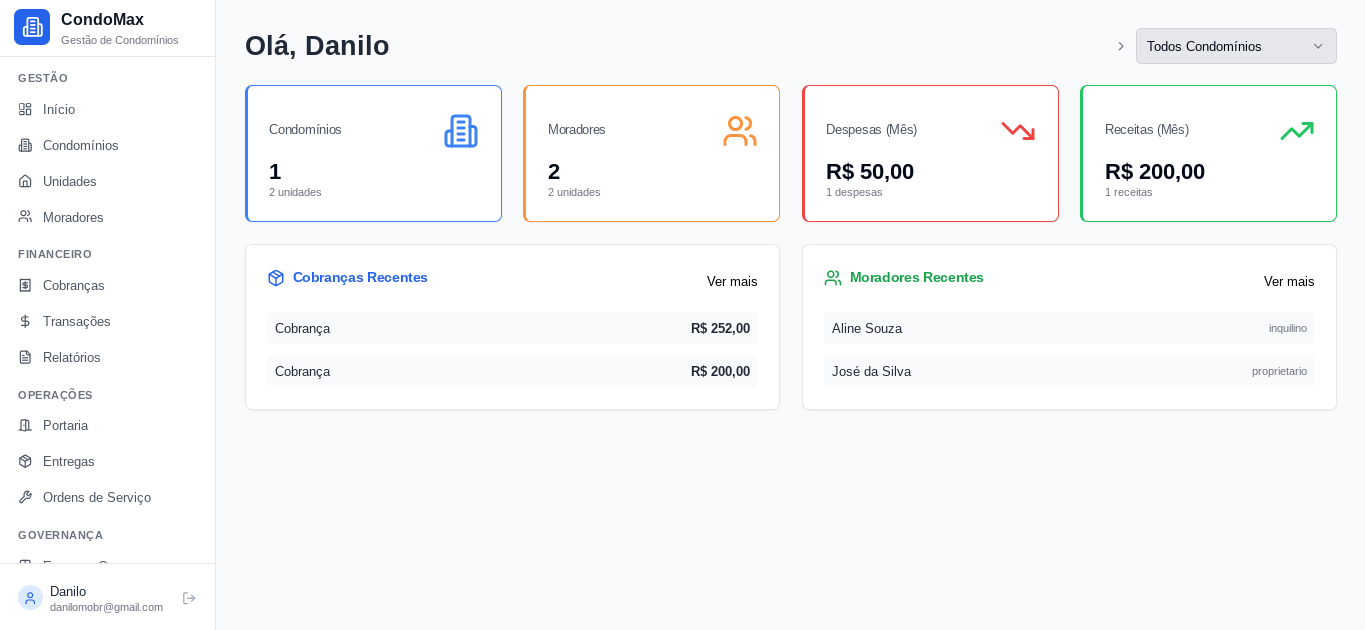 CondoMax
Gestão de Condomínios
GESTÃO
Início
Condomínios
Unidades
Moradores
FINANCEIRO
Cobranças
Transações
Relatórios
OPERAÇÕES
Portaria
Entregas
Ordens de Serviço
GOVERNANÇA
Danilo
danilomobr@gmail.com
Olá, Danilo
Todos Condomínios
Condomínios
1
2 unidades
Moradores
2
2 unidades
Despesas (Mês)
R$ 50,00
1 despesas
Receitas (Mês)
R$ 200,00
1 receitas
Cobranças Recentes
Ver mais
Cobrança R$ 252,00
Cobrança R$ 200,00
Moradores Recentes
Ver mais
Aline Souza inquilino
José da Silva proprietario